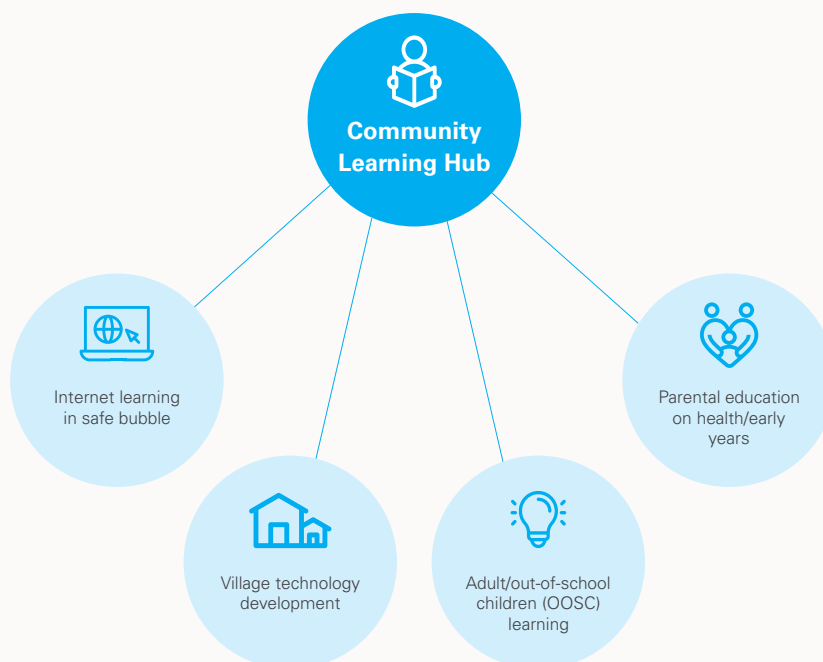 Community
Learning Hub
Internet learning
in safe bubble
Parental education
on health/early
years
Village technology
development
Adult/out-of-school
children (OOSC)
learning